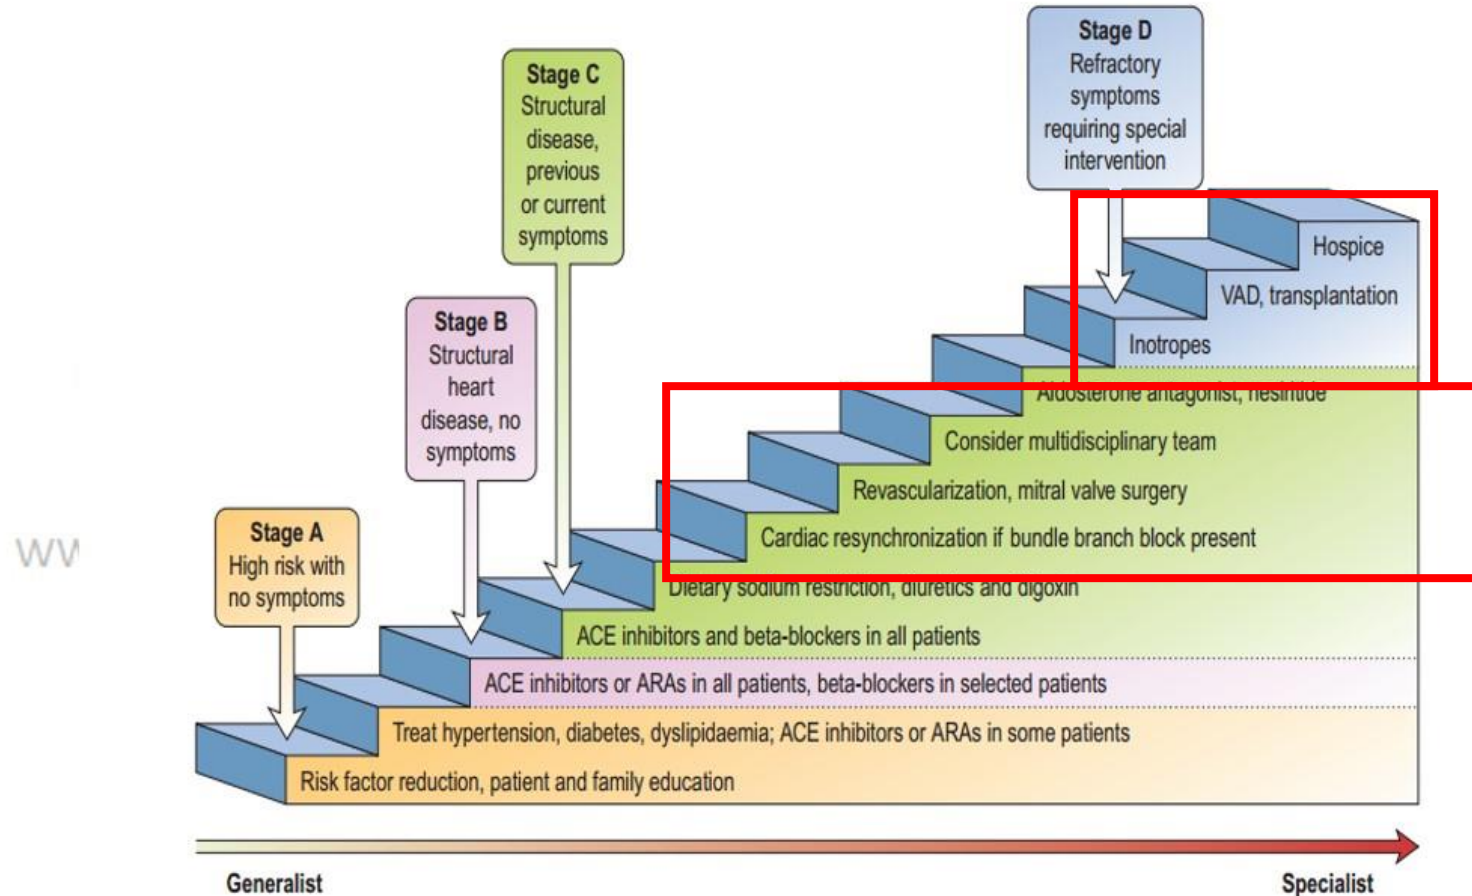 Stage D
Refractory
symptoms
requiring special
intervention
Stage C
Structural
disease,
previous
or current
symptoms
Stage B
Structural
heart
disease, no
symptoms
Stage A
High risk with
no symptoms
Hospice
VAD, transplantation
Inotropes
Aldosterone antagonist, nesiritide
Consider multidisciplinary team
Revascularization, mitral valve surgery
Cardiac resynchronization if bundle branch block present
Dietary sodium restriction, diuretics and digoxin
ACE inhibitors and beta-blockers in all patients
ACE inhibitors or ARAs in all patients, beta-blockers in selected patients
Treat hypertension, diabetes, dyslipidaemia; ACE inhibitors or ARAs in some patients
Risk factor reduction, patient and family education
Generalist
Specialist